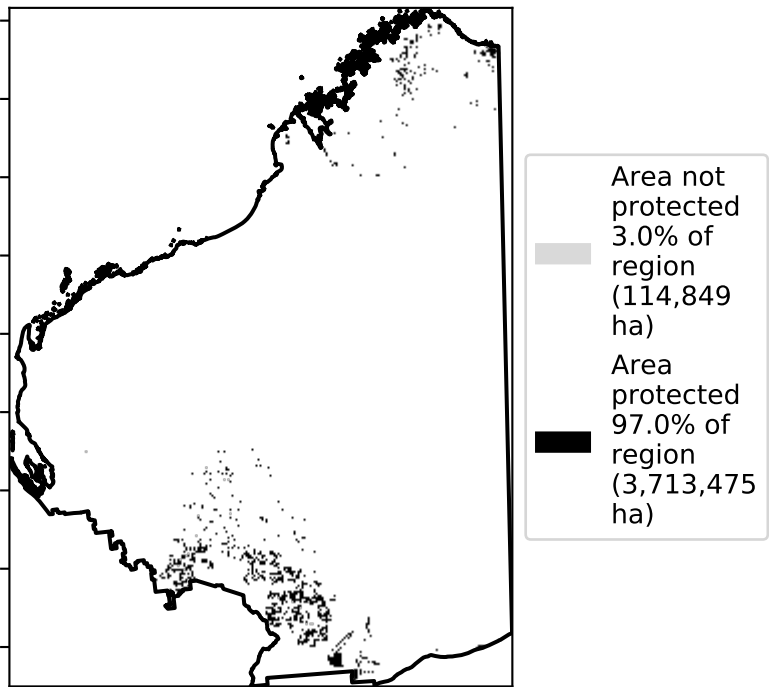 Area not
protected
3.0% of
region
(114,849
ha)
Area
protected
97.0% of
region
(3,713,475
ha)